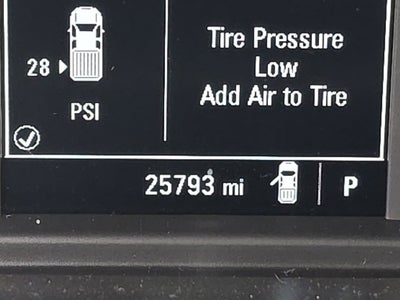 Tire Pressure
Low
Add Air to Tire
28
PSI
25793 mi
P